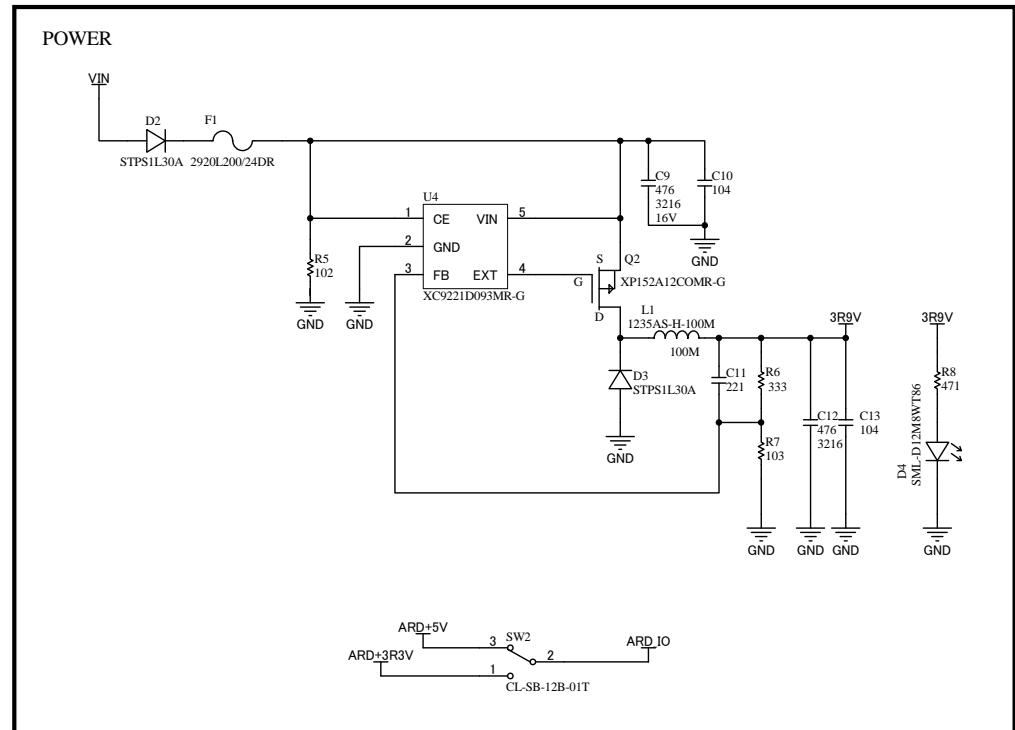 POWER
VIN
D2
STPS1L30A
F1
2920L200/24DR
C9
476
3216
16V
C10
104
GND
U4
1
CE
VIN
5
2
GND
3
FB
EXT
4
XC9221D093MR-G
R5
102
GND
GND
S
Q2
G
XP152A12COMR-G
D
L1
1235AS-H-100M
100M
D3
STPS1L30A
GND
C11
221
R6
333
R7
103
GND
3R9V
C12
476
3216
GND
C13
104
GND
3R9V
R8
471
D4
SML-D12M8WT86
GND
ARD+5V
3
SW2
ARD_IO
2
ARD+3R3V
1
CL-SB-12B-01T